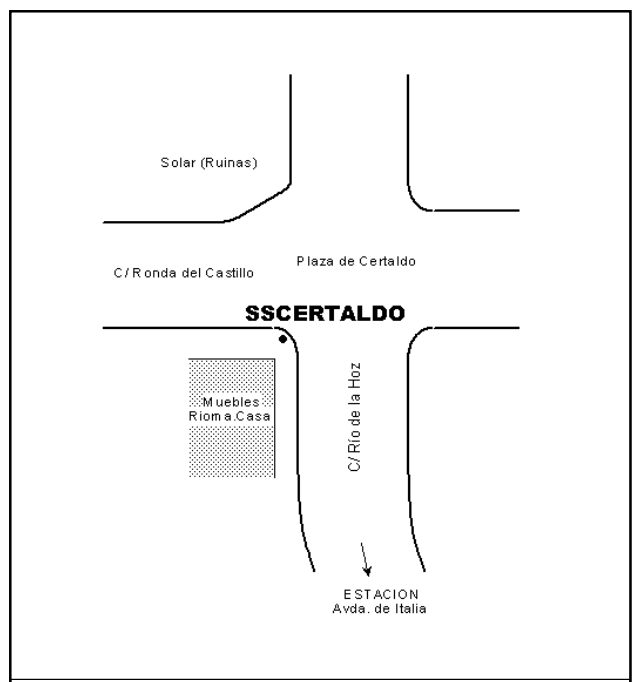 Solar (Ruinas)
Plaza de Certaldo
C/ Ronda del Castillo
SSCERTALDO
C/ Río de la Hoz
Muebles
Rioma.Casa
ESTACION
Avda. de Italia